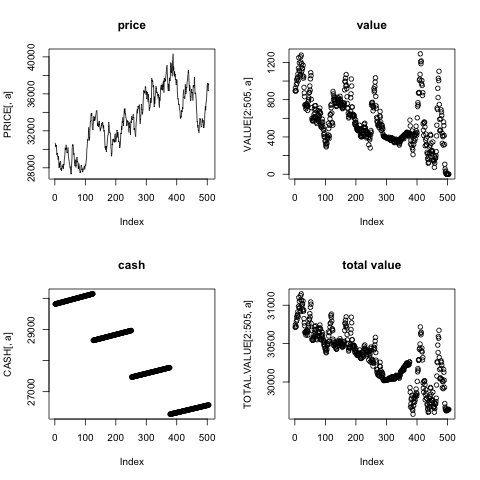 price
value
PRICE[, a]
28000 32000 36000 40000
0 100 200 300 400 500
Index
VALUE[2:505, a]
0 400 800 1200
0 100 200 300 400 500
Index
cash
total value
CASH[, a]
27000 29000
0 100 200 300 400 500
Index
TOTAL.VALUE[2:505, a]
30000 30500 31000
0 100 200 300 400 500
Index